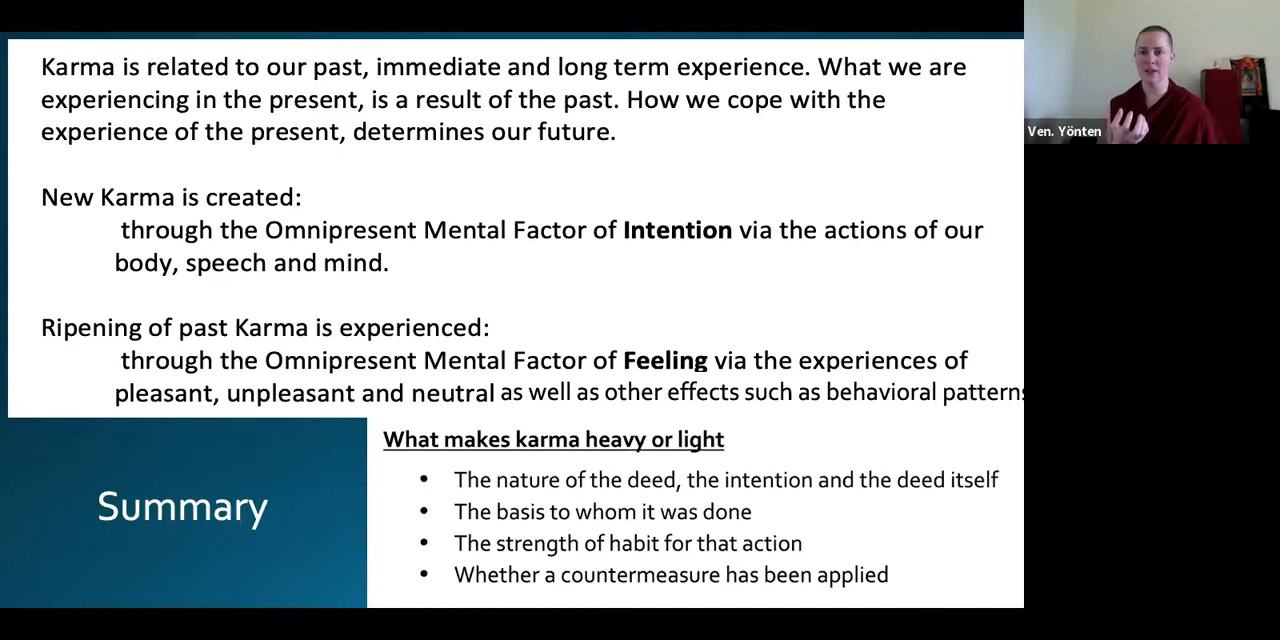 Karma is related to our past, immediate and long term experience. What we are
experiencing in the present, is a result of the past. How we cope with the
experience of the present, determines our future.
New Karma is created:
through the Omnipresent Mental Factor of Intention via the actions of our
body, speech and mind.
Ripening of past Karma is experienced:
through the Omnipresent Mental Factor of Feeling via the experiences of
pleasant, unpleasant and neutral as well as other effects such as behavioral patterns
Summary
What makes karma heavy or light
• The nature of the deed, the intention and the deed itself
• The basis to whom it was done
• The strength of habit for that action
• Whether a countermeasure has been applied
Ven. Yönten